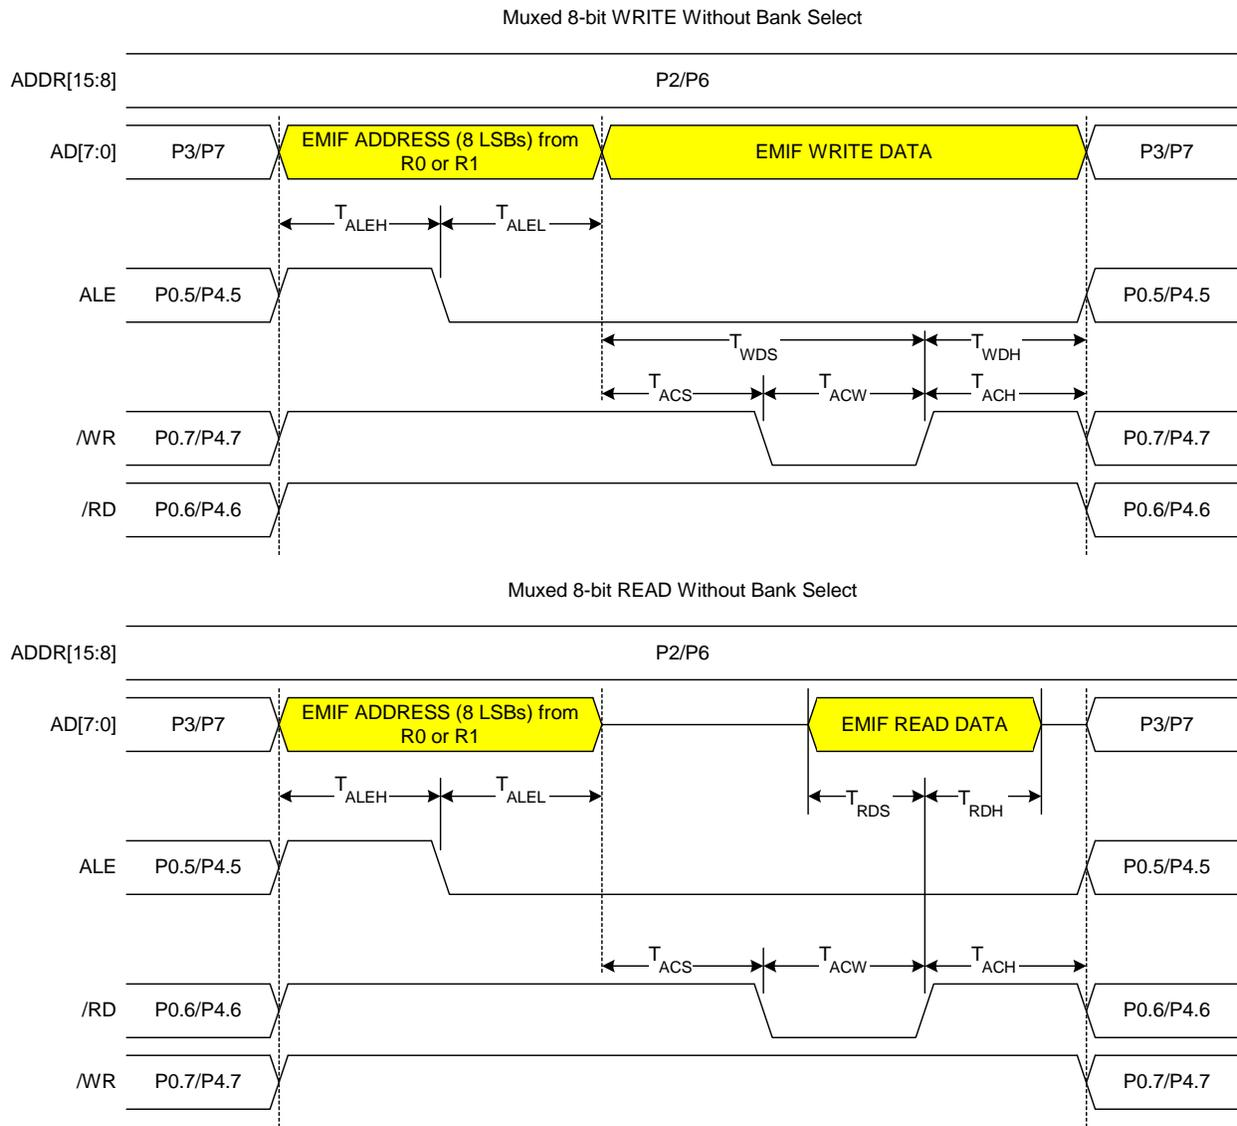 Muxed 8-bit WRITE Without Bank Select
ADDR[15:8] P2/P6
AD[7:0] P3/P7 EMIF ADDRESS (8 LSBs) from R0 or R1 EMIF WRITE DATA P3/P7
TALEH TALEL
ALE P0.5/P4.5 P0.5/P4.5
TWDS TWDH
TACS TACW TACH
/WR P0.7/P4.7 P0.7/P4.7
/RD P0.6/P4.6 P0.6/P4.6
Muxed 8-bit READ Without Bank Select
ADDR[15:8] P2/P6
AD[7:0] P3/P7 EMIF ADDRESS (8 LSBs) from R0 or R1 EMIF READ DATA P3/P7
TALEH TALEL TRDS TRDH
ALE P0.5/P4.5 P0.5/P4.5
TACS TACW TACH
/RD P0.6/P4.6 P0.6/P4.6
/WR P0.7/P4.7 P0.7/P4.7